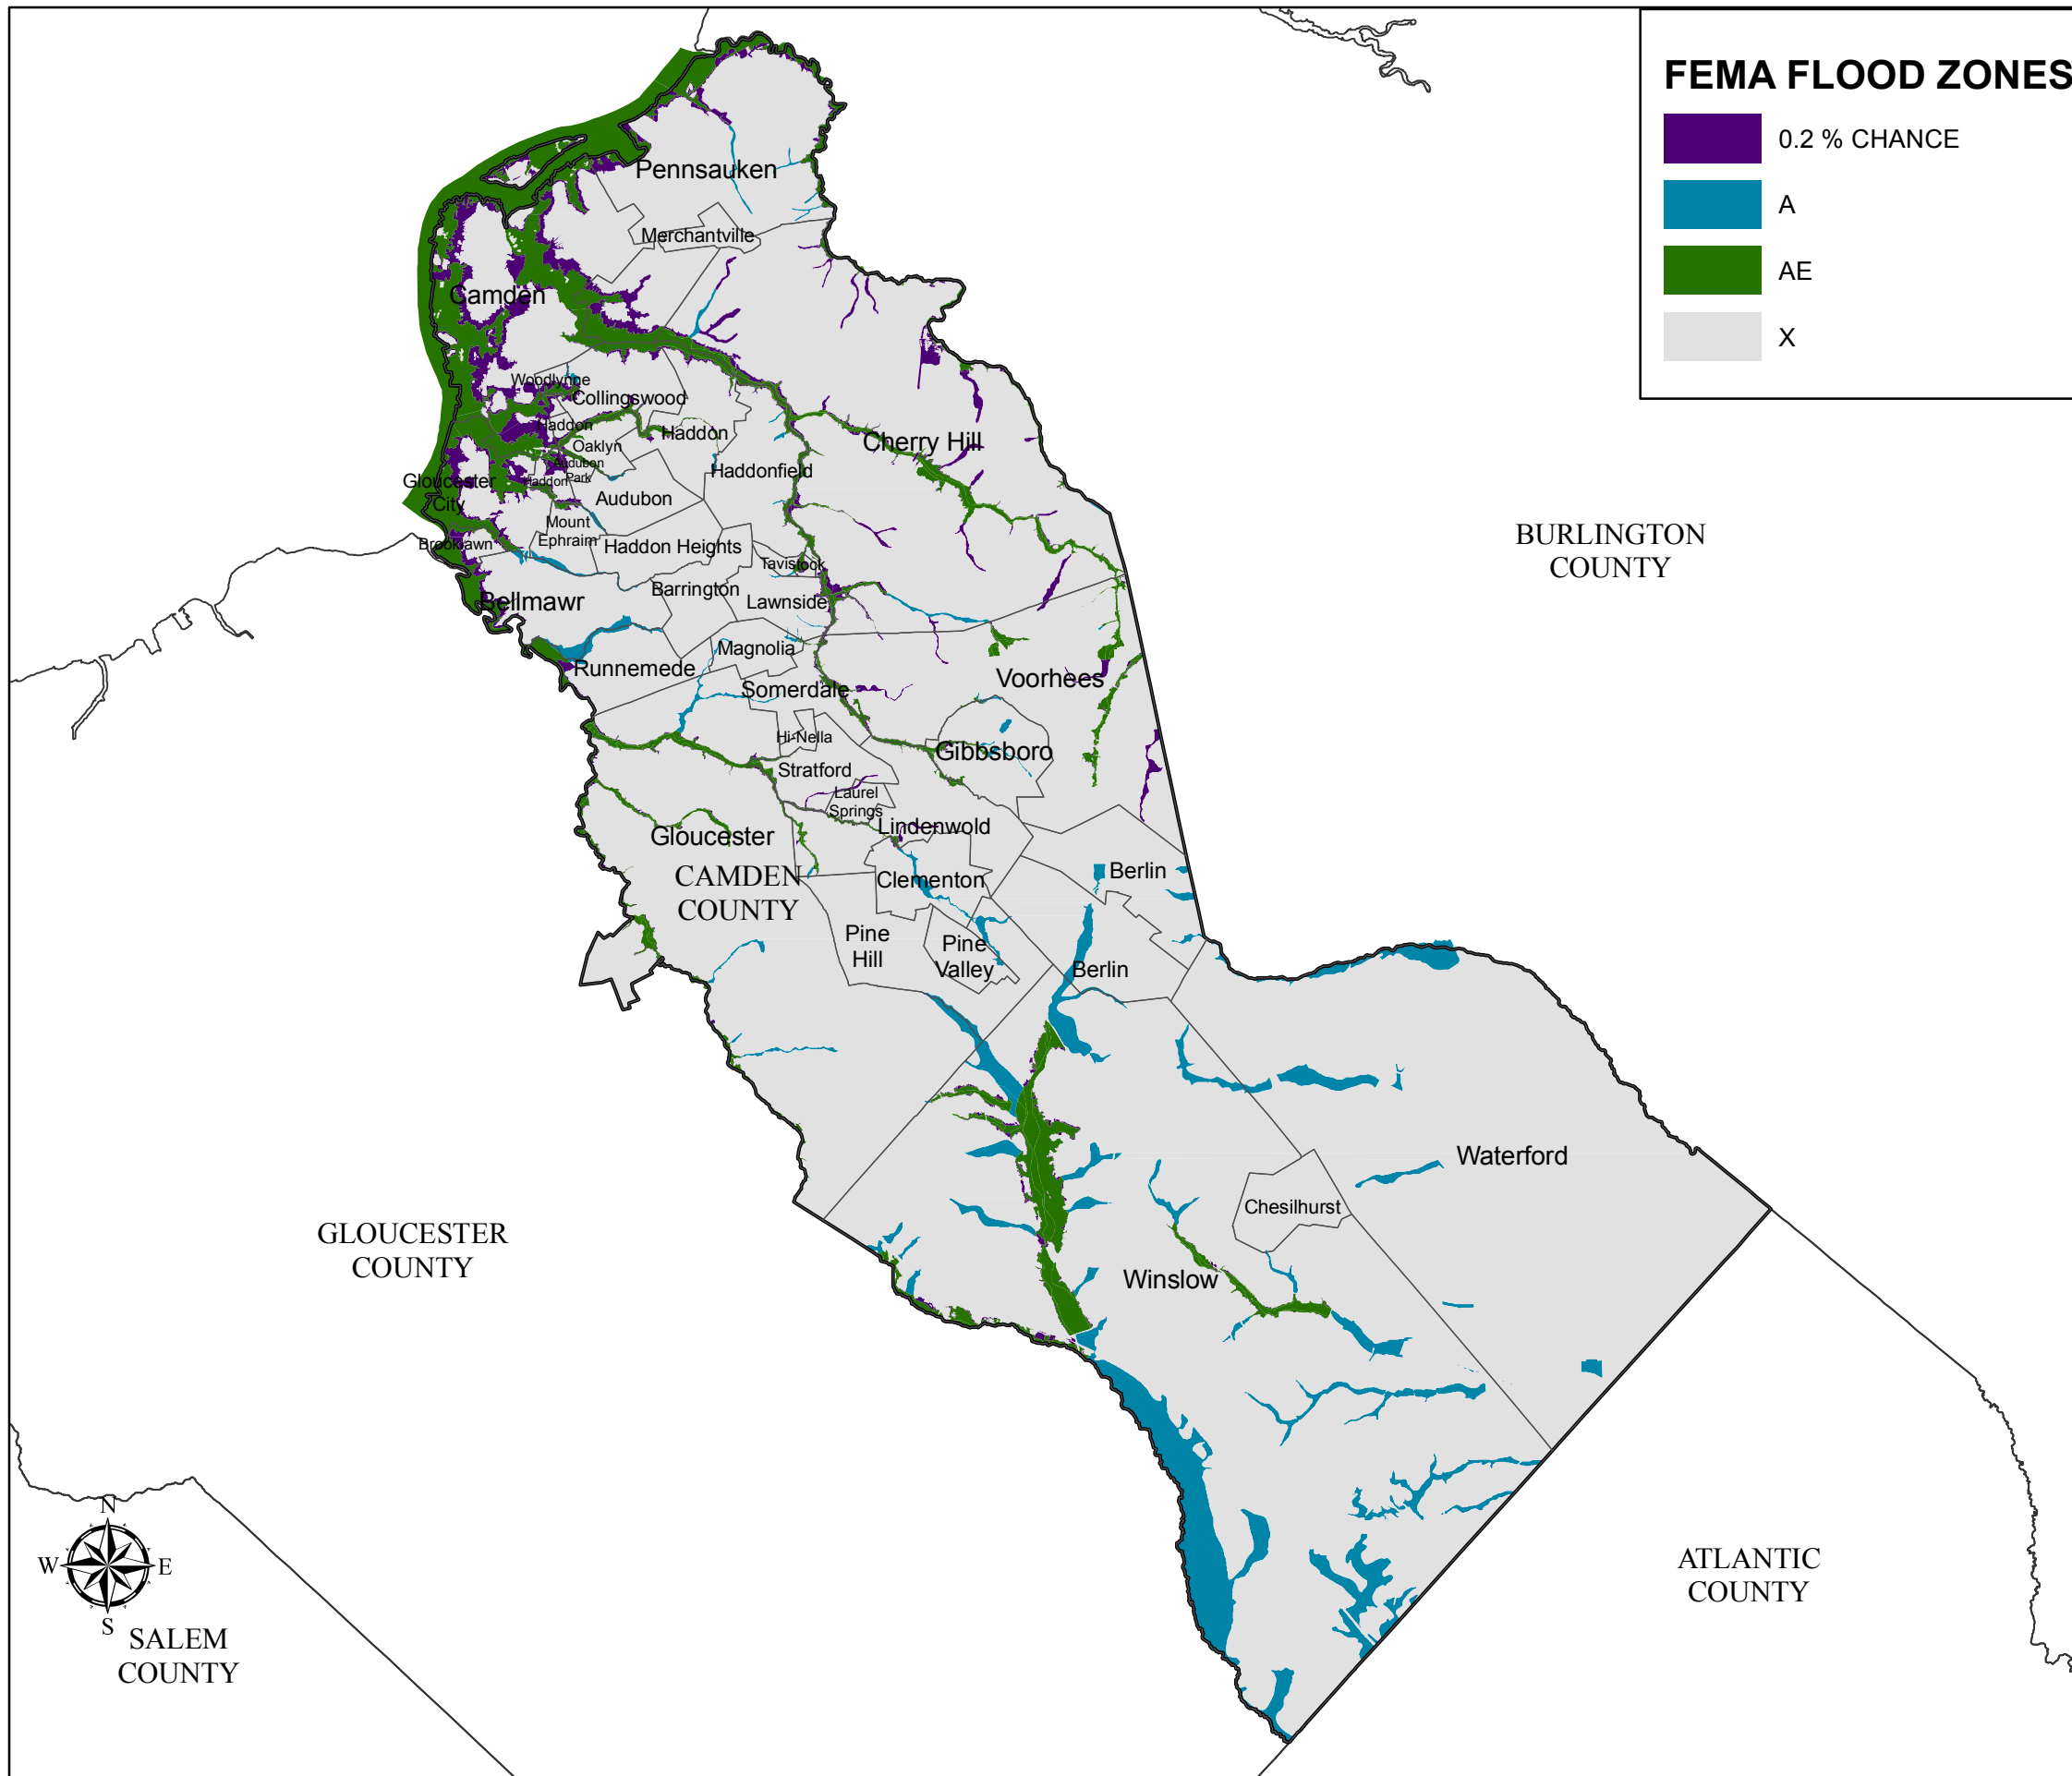 FEMA FLOOD ZONES
0.2 % CHANCE
A
AE
X
Pennsauken
Merchantville
Camden
Woodlynne
Collingswood
Haddon
Haddon
Oaklyn
Cherry Hill
Audubon
Park
Haddon
Haddonfield
Gloucester
City
Audubon
Mount
Ephraim
Brooklawn
Haddon Heights
BURLINGTON
COUNTY
Tavistock
Barrington
Bellmawr
Lawnside
Magnolia
Runnemede
Voorhees
Somerdale
Hi-Nella
Gibbsboro
Stratford
Laurel
Springs
Lindenwold
Gloucester
CAMDEN
COUNTY
Berlin
Clementon
Pine
Hill
Pine
Valley
Berlin
Waterford
Chesilhurst
GLOUCESTER
COUNTY
Winslow
N
W
E
S
SALEM
COUNTY
ATLANTIC
COUNTY